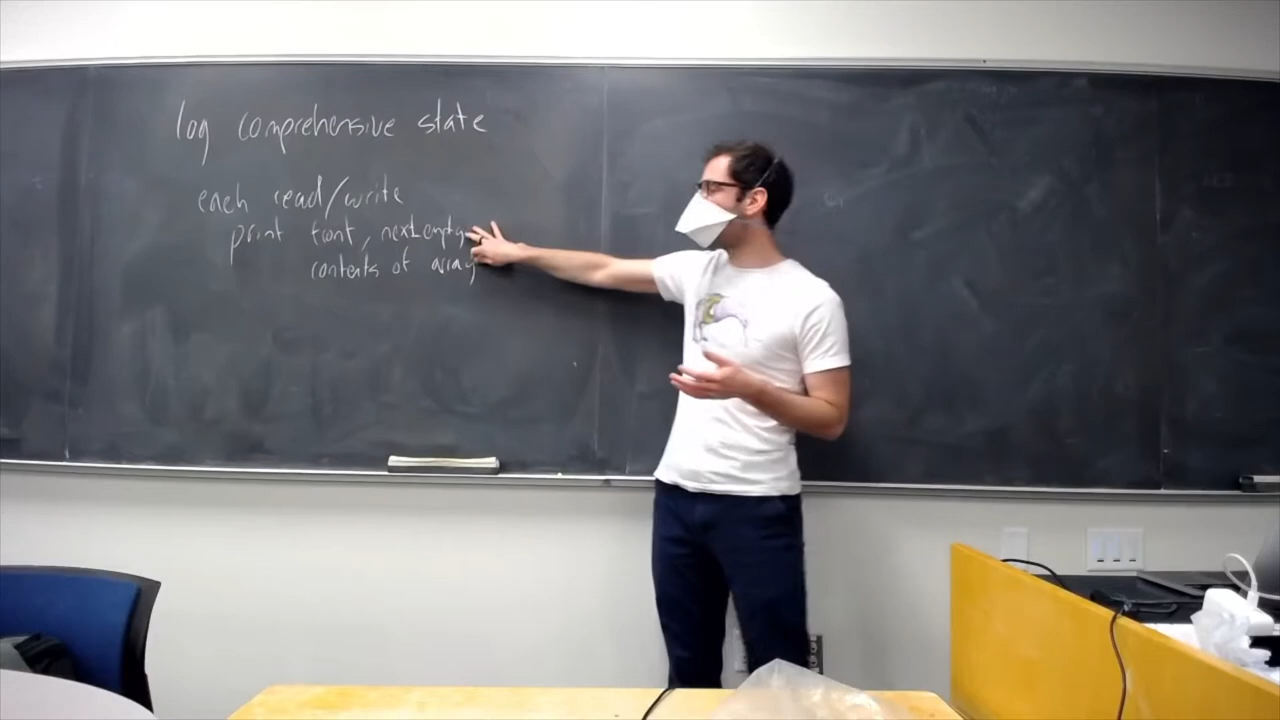 log comprehensive state
each read/write
print front, nextempty
contents of array